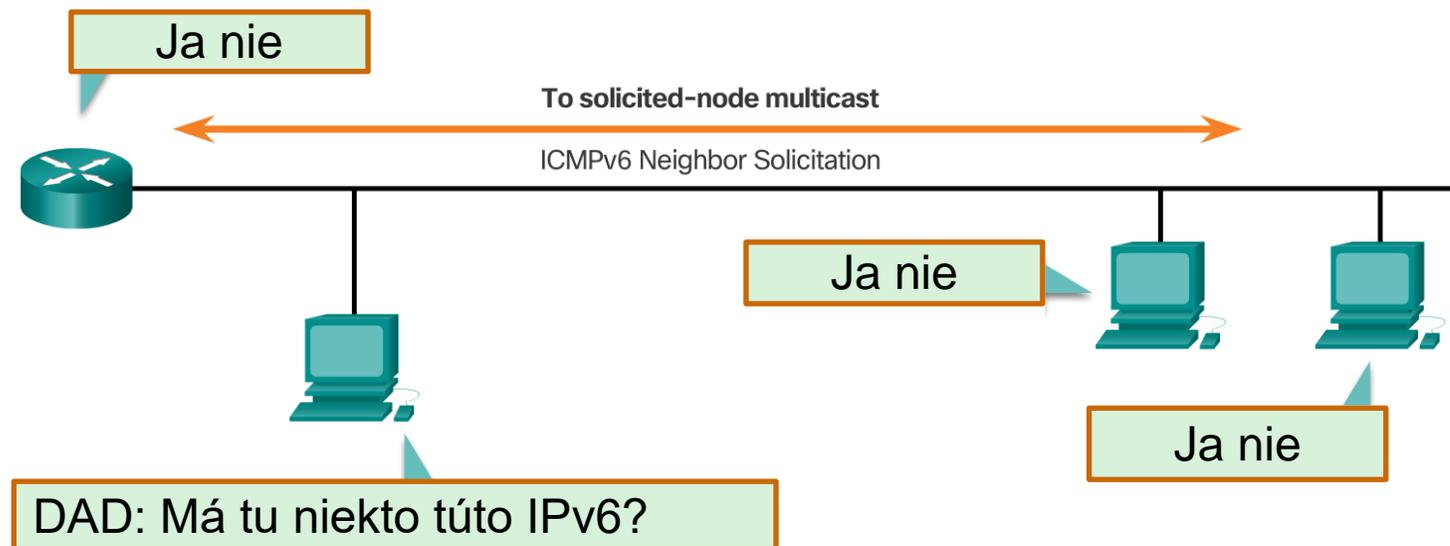 Ja nie
To solicited-node multicast
ICMPv6 Neighbor Solicitation
Ja nie
Ja nie
DAD: Má tu niekto túto IPv6?